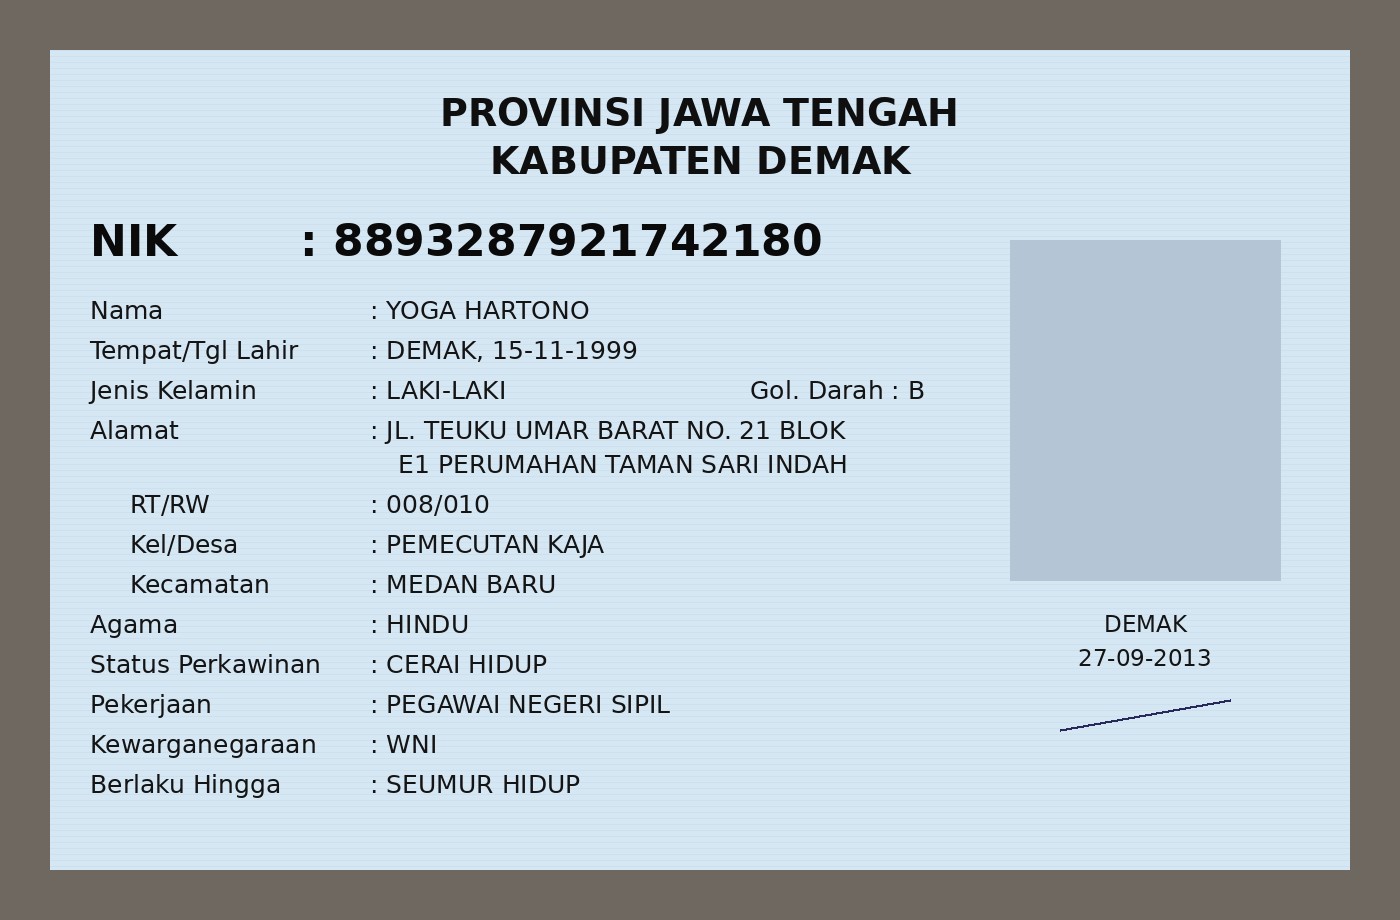 PROVINSI JAWA TENGAH
KABUPATEN DEMAK
NIK : 8893287921742180
Nama : YOGA HARTONO
Tempat/Tgl Lahir : DEMAK, 15-11-1999
Jenis Kelamin : LAKI-LAKI Gol. Darah : B
Alamat : JL. TEUKU UMAR BARAT NO. 21 BLOK
E1 PERUMAHAN TAMAN SARI INDAH
RT/RW : 008/010
Kel/Desa : PEMECUTAN KAJA
Kecamatan : MEDAN BARU
Agama : HINDU
Status Perkawinan : CERAI HIDUP
Pekerjaan : PEGAWAI NEGERI SIPIL
Kewarganegaraan : WNI
Berlaku Hingga : SEUMUR HIDUP
DEMAK
27-09-2013